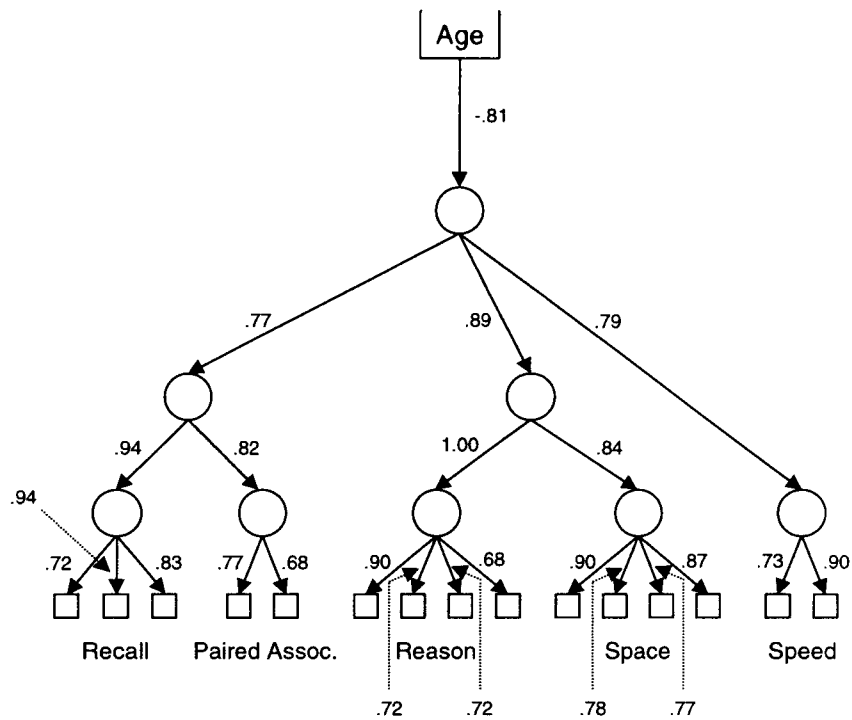 Age
-.81
.77 .89 .79
.94 .82 1.00 .84
.94
.72 .83 .77 .68 .90 .68 .90 .87 .73 .90
Recall Paired Assoc. Reason Space Speed
.72 .72 .78 .77